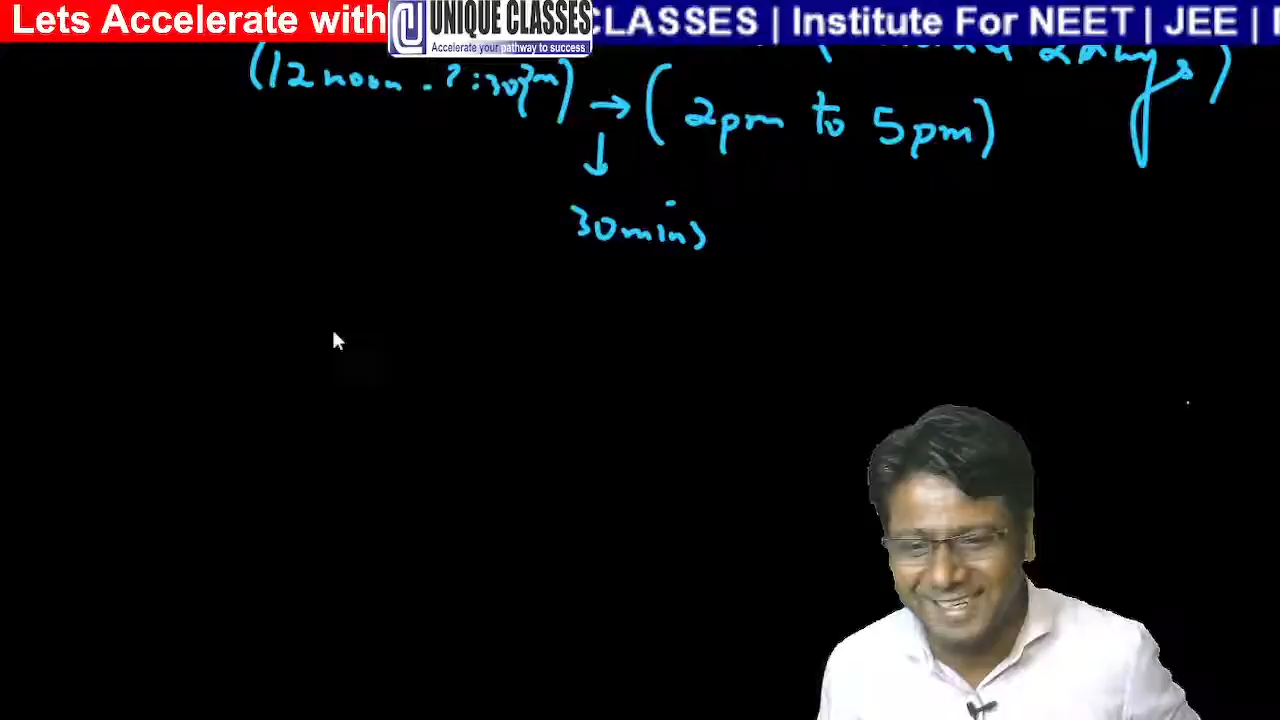 Lets Accelerate with UNIQUE CLASSES CLASSES | Institute For NEET | JEE |
Accelerate your pathway to success
(12 noon - ?:30pm) → (2pm to 5pm)
30mins